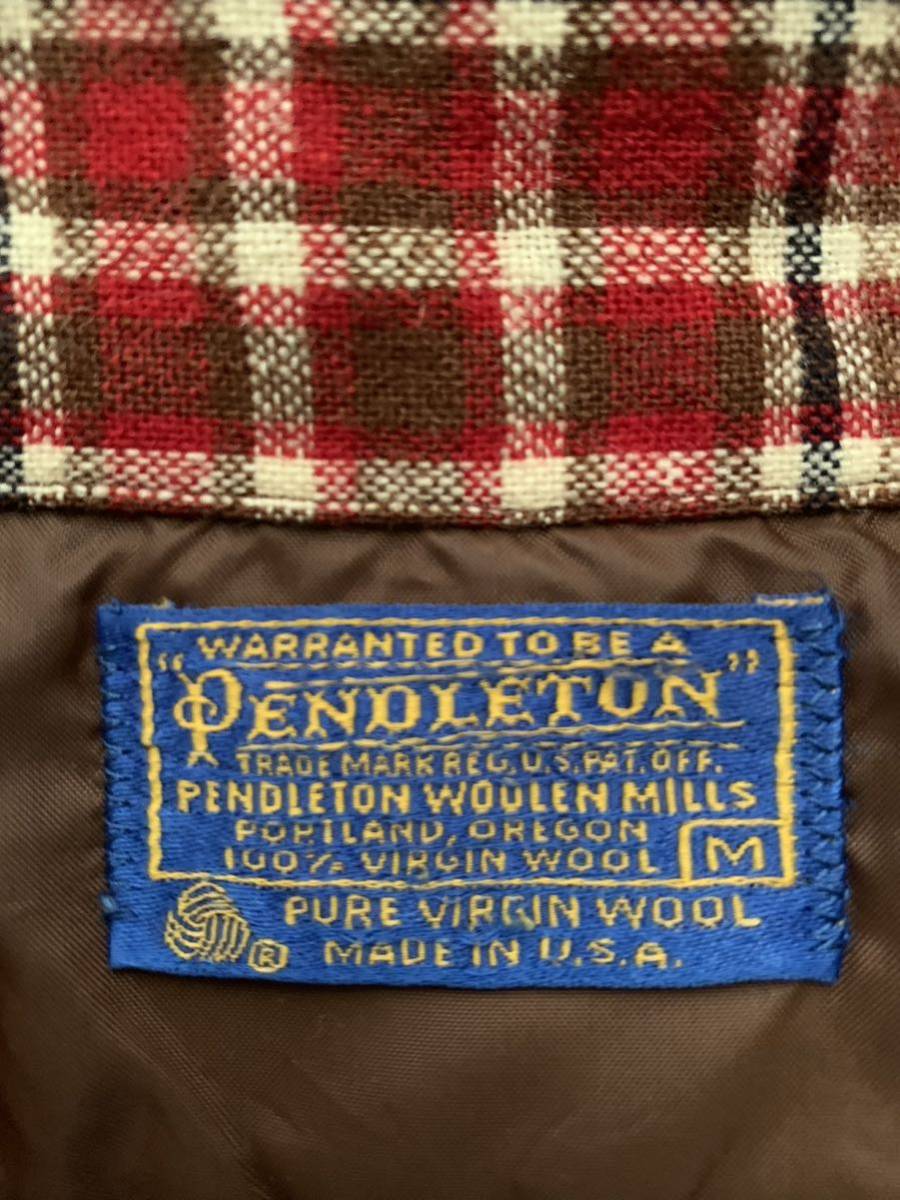 WARRANTED TO BE A
"PENDLETON"
TRADE MARK REG. U.S. PAT. OFF.
PENDLETON WOOLEN MILLS
PORTLAND, OREGON
100% VIRGIN WOOL M
PURE VIRGIN WOOL
® MADE IN U.S.A.